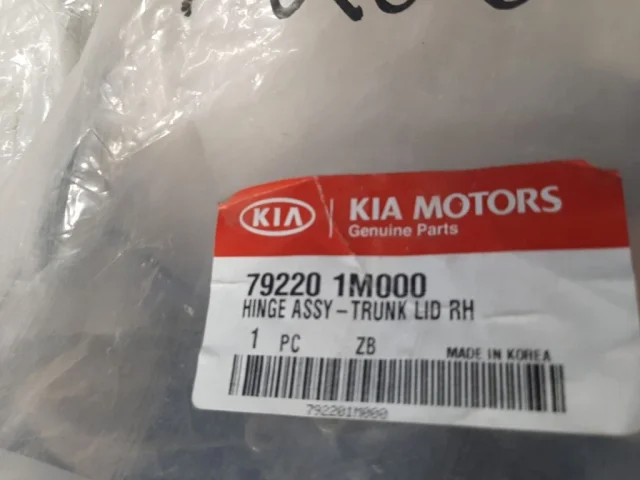 KIA
KIA MOTORS
Genuine Parts
79220 1M000
HINGE ASSY-TRUNK LID RH
1 PC ZB
MADE IN KOREA
792201M000